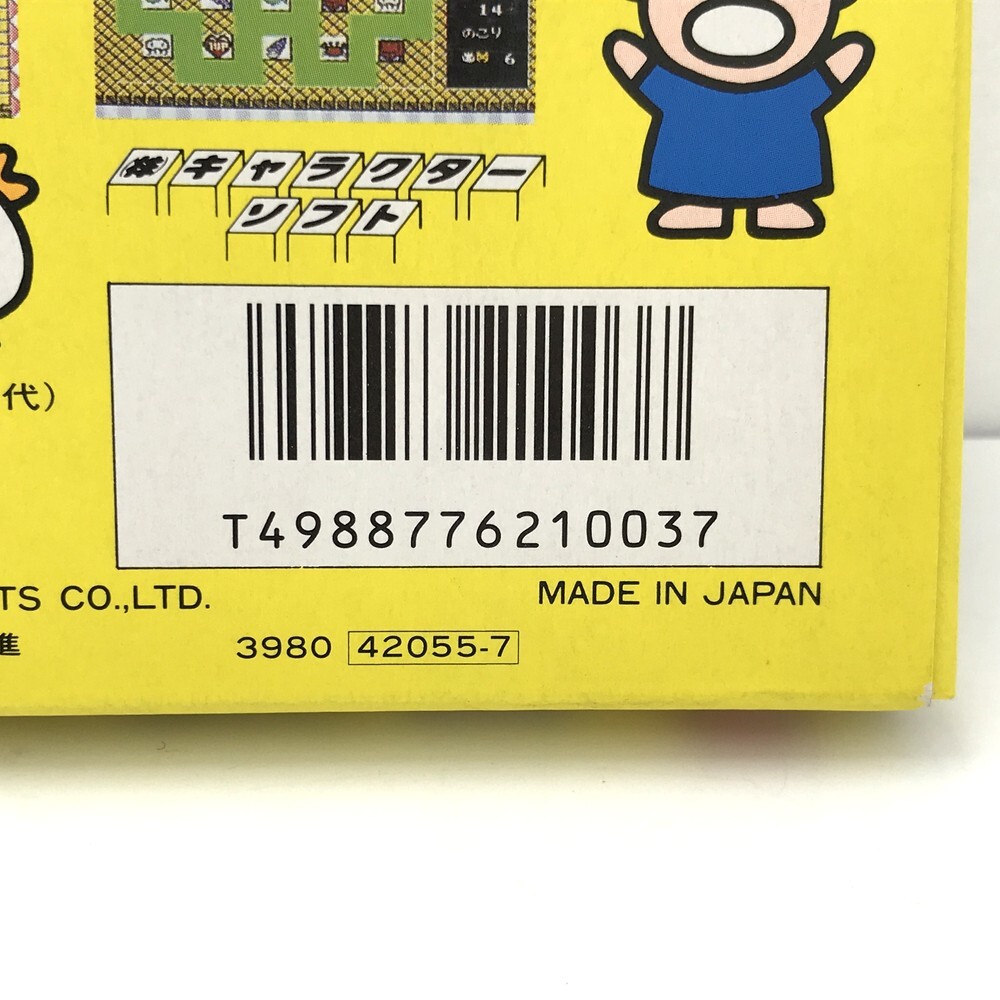 14
のこり
6
1UP
㈱キャラクター
ソフト
代)
T4988776210037
TS CO.,LTD.
MADE IN JAPAN
進
3980 42055-7